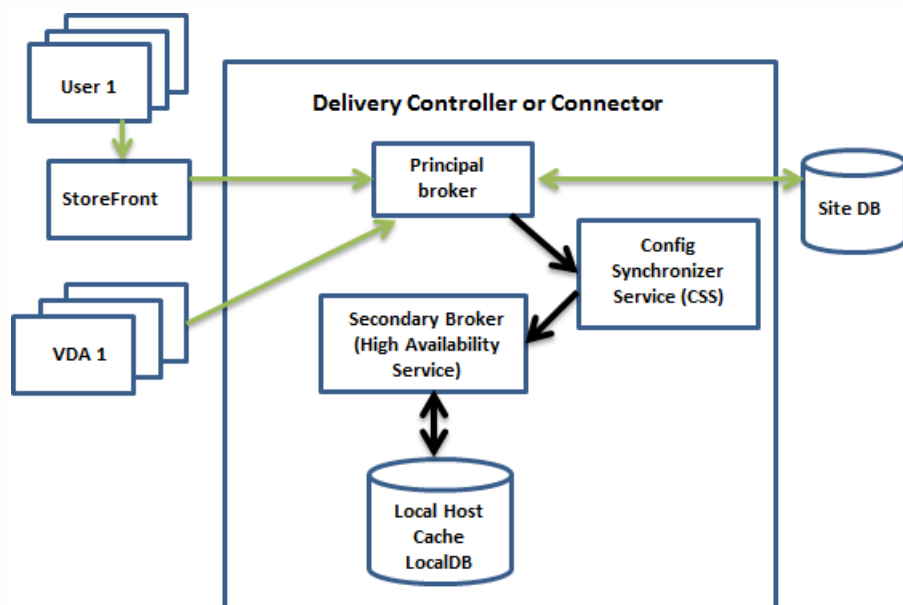 User 1
StoreFront
VDA 1
Delivery Controller or Connector
Principal
broker
Site DB
Config
Synchronizer
Service (CSS)
Secondary Broker
(High Availability
Service)
Local Host
Cache
LocalDB